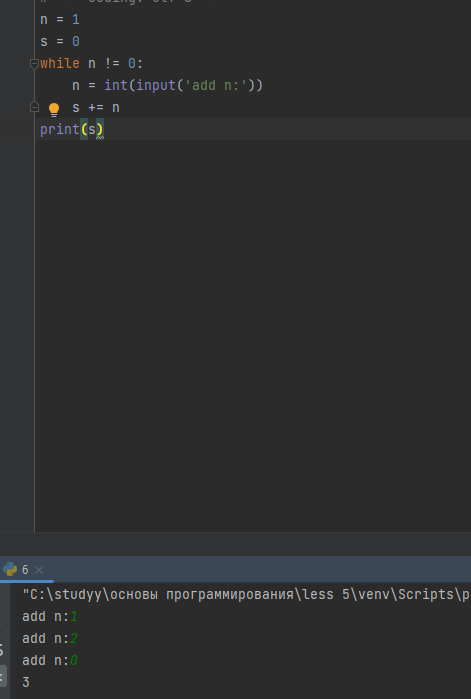 n = 1
s = 0
while n != 0:
    n = int(input('add n:'))
    s += n
print(s)
6
"C:\studyy\основы программирования\less 5\venv\Scripts\p
add n:1
add n:2
add n:0
3